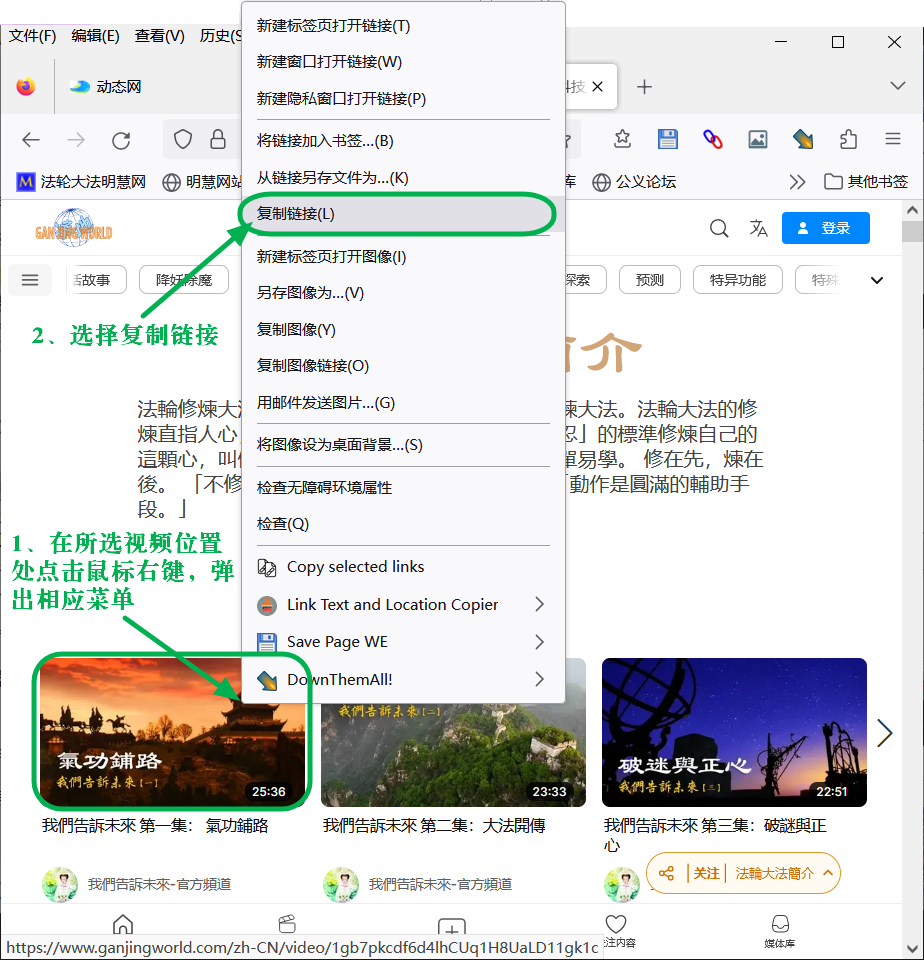 文件(F) 编辑(E) 查看(V) 历史(S
新建标签页打开链接(T)
新建窗口打开链接(W)
新建隐私窗口打开链接(P)
将链接加入书签...(B)
从链接另存文件为...(K)
复制链接(L)
新建标签页打开图像(I)
另存图像为...(V)
复制图像(Y)
复制图像链接(O)
用邮件发送图片...(G)
将图像设为桌面背景...(S)
检查无障碍环境属性
检查(Q)
Copy selected links
Link Text and Location Copier
Save Page WE
DownThemAll!
动态网
科技
M 法轮大法明慧网 明慧网站
库 公义论坛 其他书签
GANJING WORLD
登录
活故事 降妖除魔 探索 预测 特异功能 特殊
2、选择复制链接
简介
法輪修煉大法
煉大法。法輪大法的修
煉直指人心，
忍」的標準修煉自己的
這顆心，叫
單易學。 修在先，煉在
後。 「不修
「動作是圓滿的輔助手
段。」
1、在所选视频位置
处点击鼠标右键，弹
出相应菜单
氣功鋪路
我們告訴未來【一】
25:36
我們告訴未來【二】
23:33
破迷與正心
我們告訴未來【三】
22:51
我們告訴未來 第一集： 氣功鋪路
我們告訴未來 第二集：大法開傳
我們告訴未來 第三集：破謎與正
心
我們告訴未來-官方頻道
我們告訴未來-官方頻道
关注 法輪大法簡介
关注内容
媒体库
https://www.ganjingworld.com/zh-CN/video/1gb7pkcdf6d4lhCUq1H8UaLD11gk1c